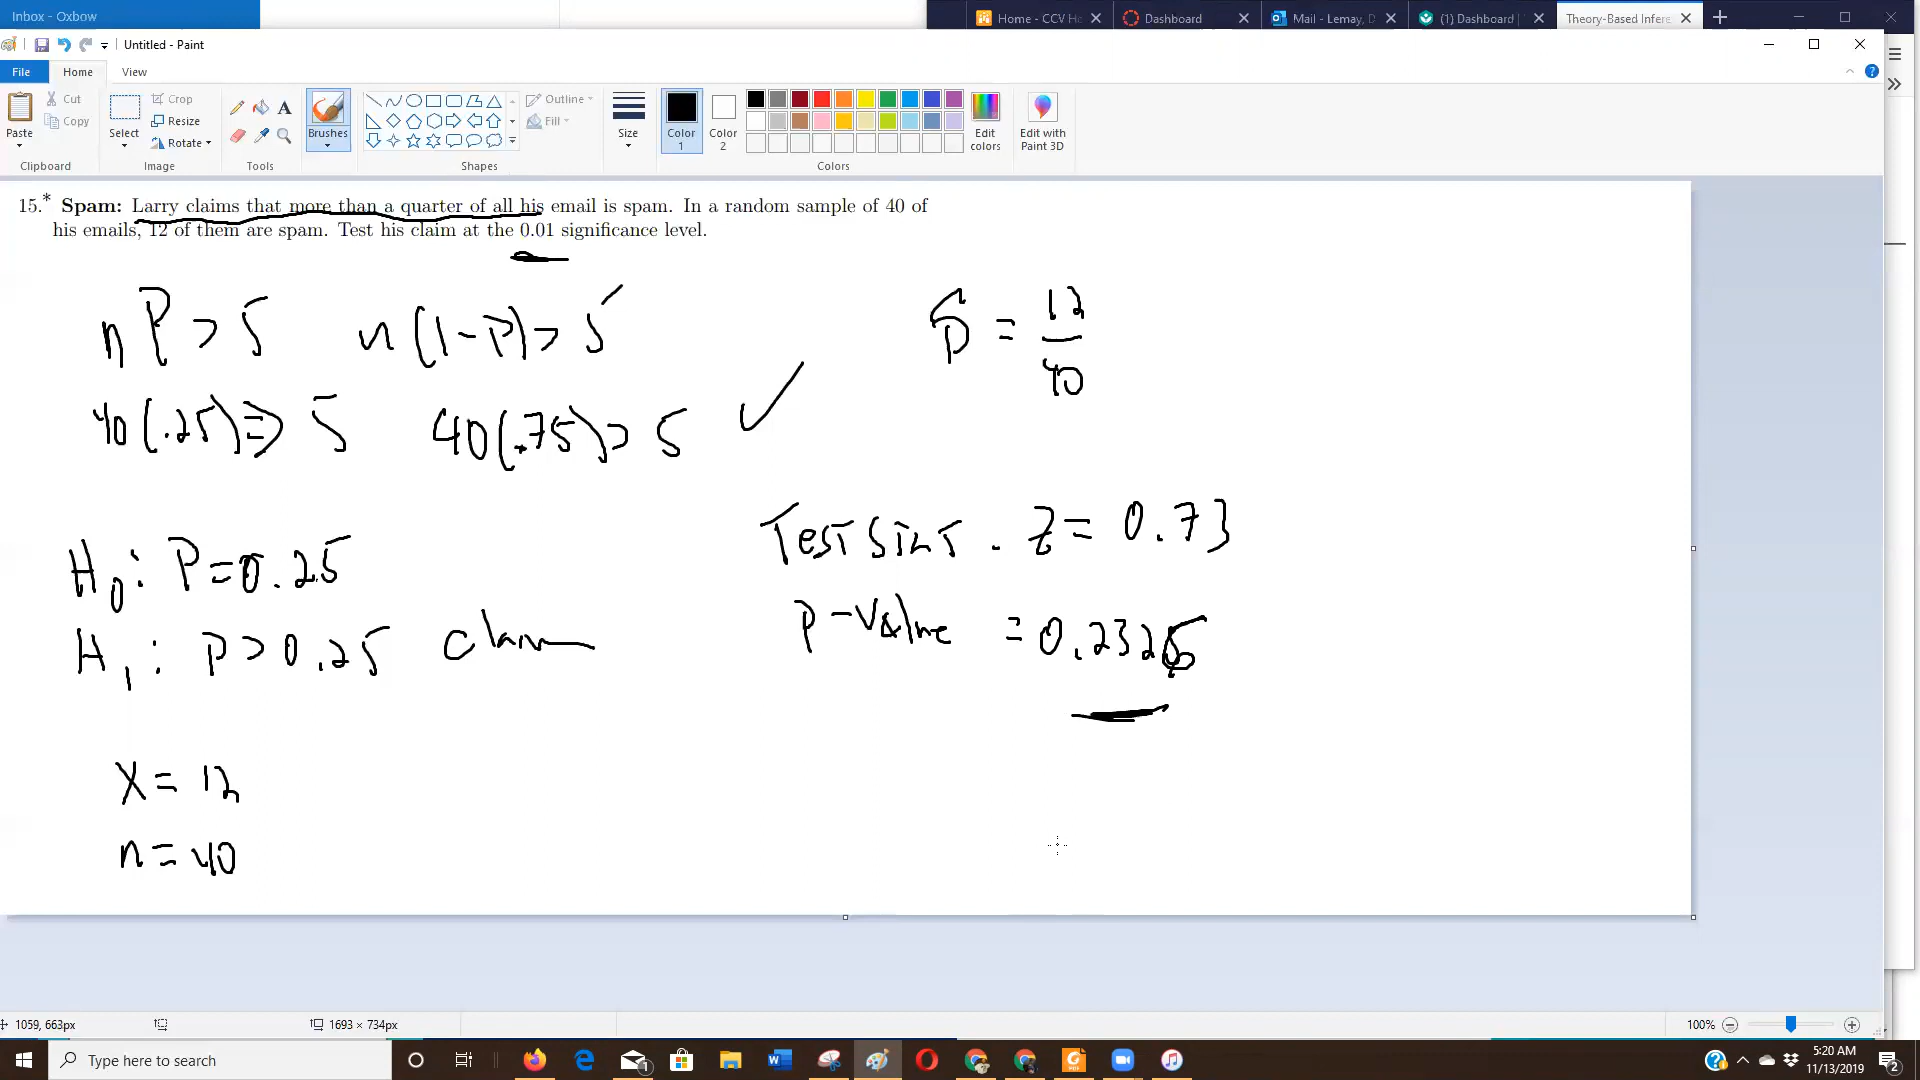 Inbox - Oxbow
Home - CCV He
Dashboard
Mail - Lemay, D
(1) Dashboard
Theory-Based Infere
Untitled - Paint
File
Home
View
Paste
Cut
Copy
Clipboard
Select
Crop
Resize
Rotate
Image
A
Tools
Brushes
Outline
Fill
Shapes
Size
Color 1
Color 2
Edit colors
Edit with Paint 3D
Colors
15.* Spam: Larry claims that more than a quarter of all his email is spam. In a random sample of 40 of
his emails, 12 of them are spam. Test his claim at the 0.01 significance level.
nP > 5 n(1-P) > 5
40(.25) => 5 40(.75) > 5 ✓
p̂ = 12/40
H0: P = 0.25
H1: P > 0.25 claim
X = 12
n = 40
Test Stat. Z = 0.73
P-Value = 0.2326
1059, 663px
1693 × 734px
100%
Type here to search
5:20 AM
11/13/2019